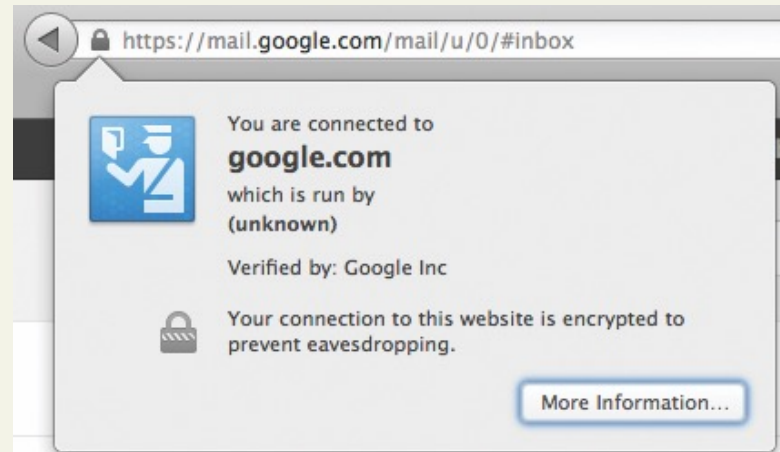 https://mail.google.com/mail/u/0/#inbox
You are connected to
google.com
which is run by
(unknown)
Verified by: Google Inc
Your connection to this website is encrypted to
prevent eavesdropping.
More Information...